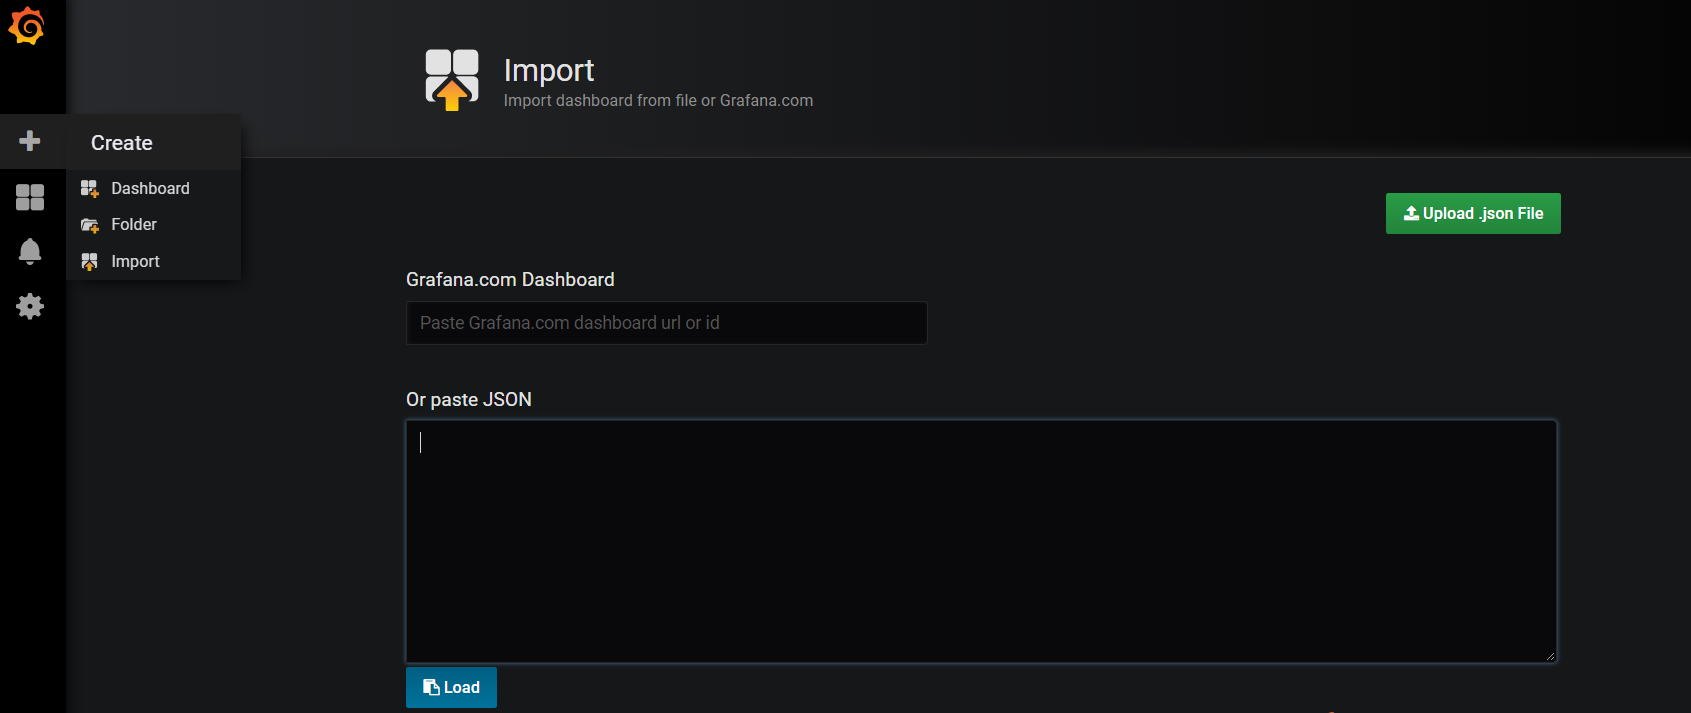 Import
Import dashboard from file or Grafana.com
Create
Dashboard
Folder
Import
Upload .json File
Grafana.com Dashboard
Paste Grafana.com dashboard url or id
Or paste JSON
Load